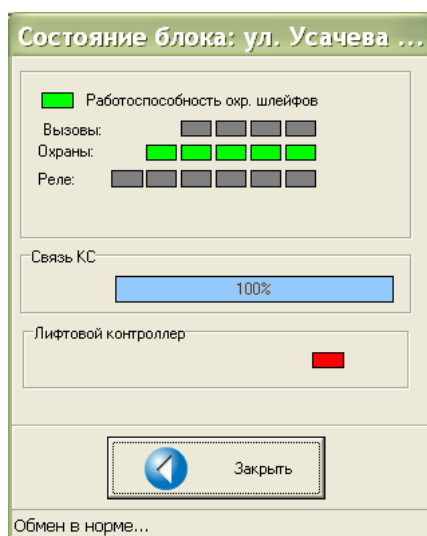 Состояние блока: ул. Усачева ...
Работоспособность охр. шлейфов
Вызовы:
Охраны:
Реле:
Связь КС
100%
Лифтовой контроллер
Закрыть
Обмен в норме...